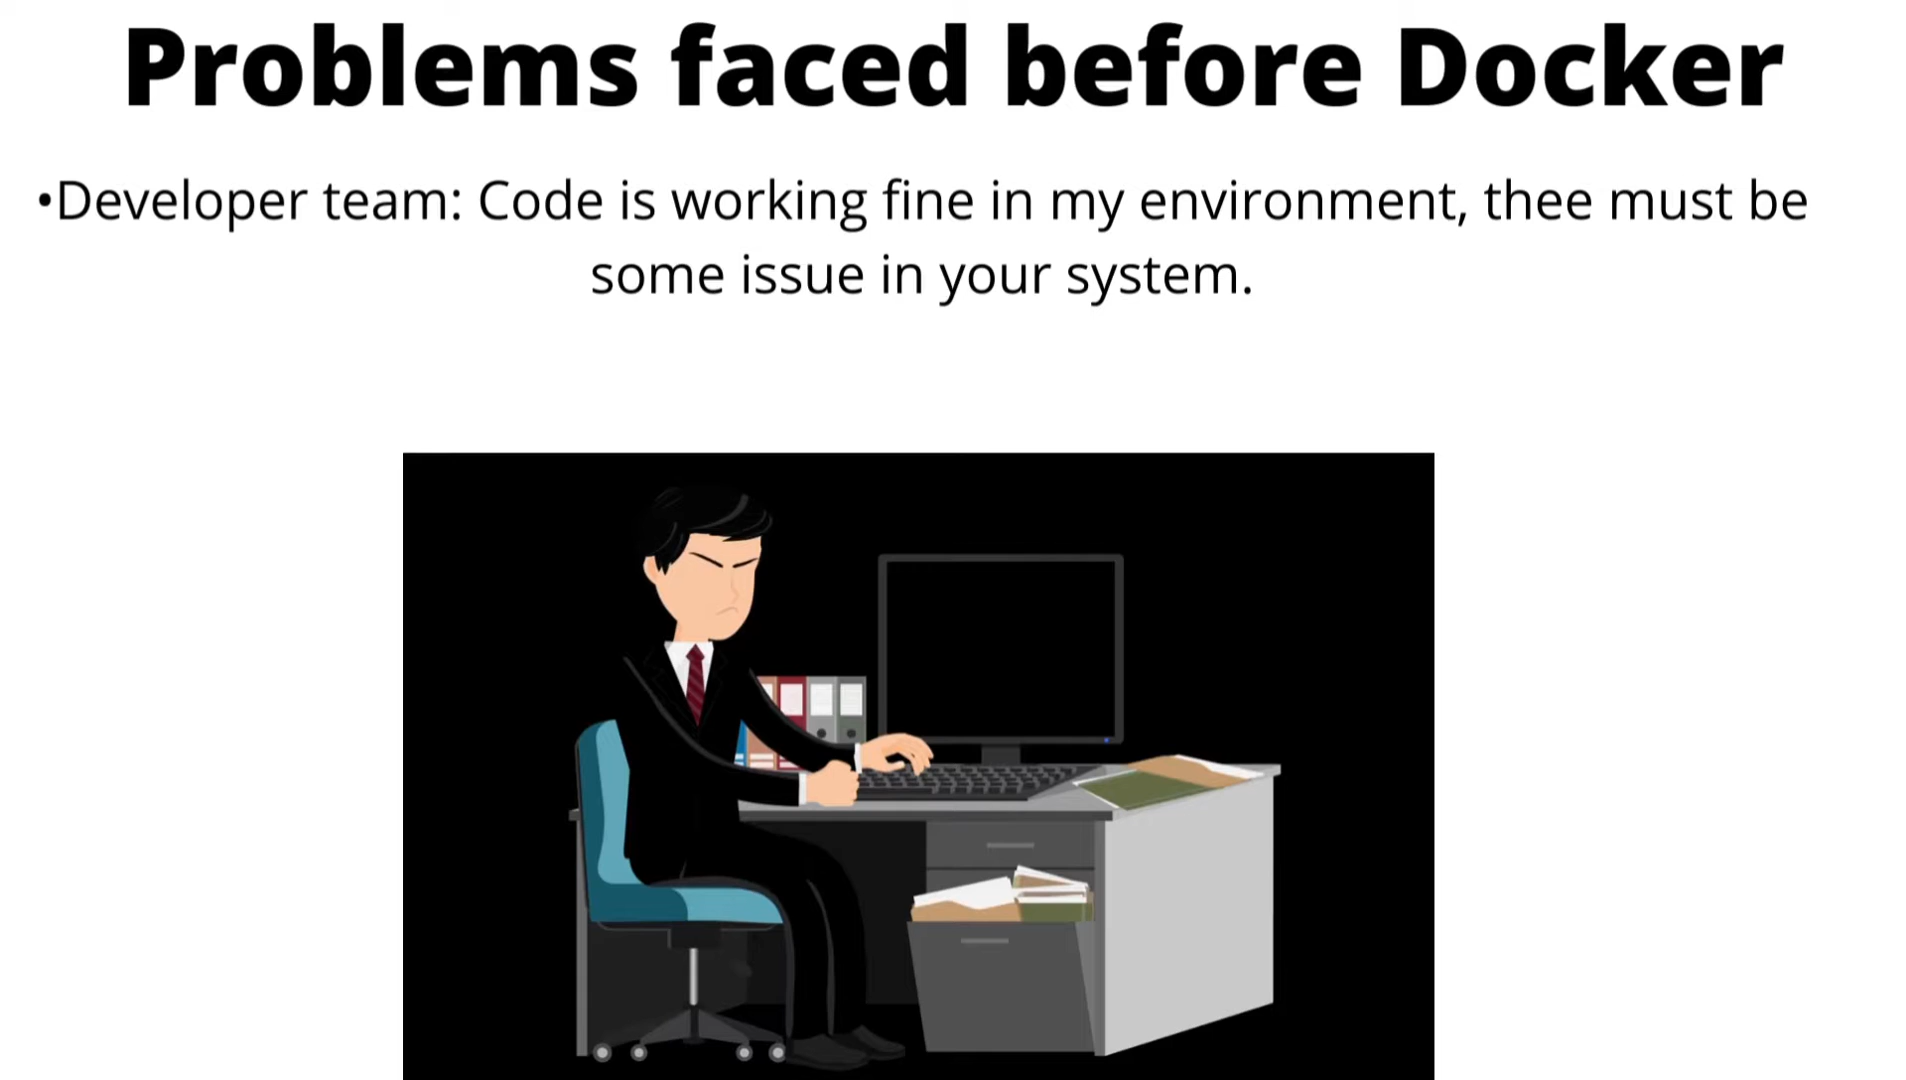 Problems faced before Docker
•Developer team: Code is working fine in my environment, thee must be
some issue in your system.